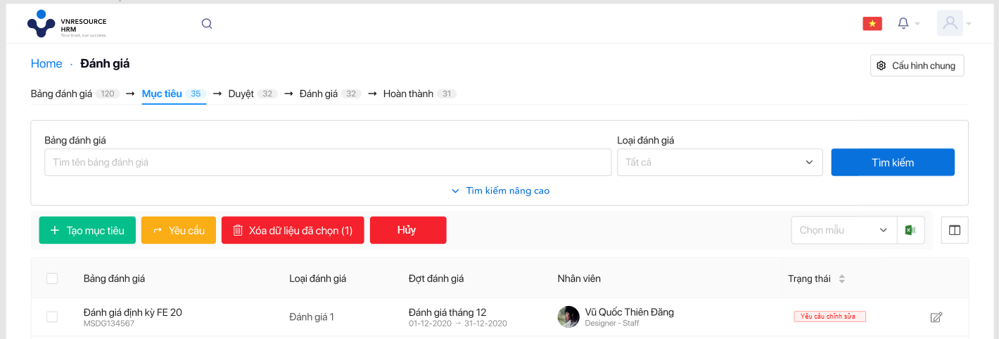 VNRESOURCE
HRM
Your trust, our success.
Home · Đánh giá
Cấu hình chung
Bảng đánh giá 120 → Mục tiêu 35 → Duyệt 32 → Đánh giá 32 → Hoàn thành 31
Bảng đánh giá
Loại đánh giá
Tìm tên bảng đánh giá
Tất cả
Tìm kiếm
Tìm kiếm nâng cao
+ Tạo mục tiêu
Yêu cầu
Xóa dữ liệu đã chọn (1)
Hủy
Chọn mẫu
Bảng đánh giá
Loại đánh giá
Đợt đánh giá
Nhân viên
Trạng thái
Đánh giá định kỳ FE 20
MSDG134567
Đánh giá 1
Đánh giá tháng 12
01-12-2020 → 31-12-2020
Vũ Quốc Thiên Đăng
Designer - Staff
Yêu cầu chỉnh sửa